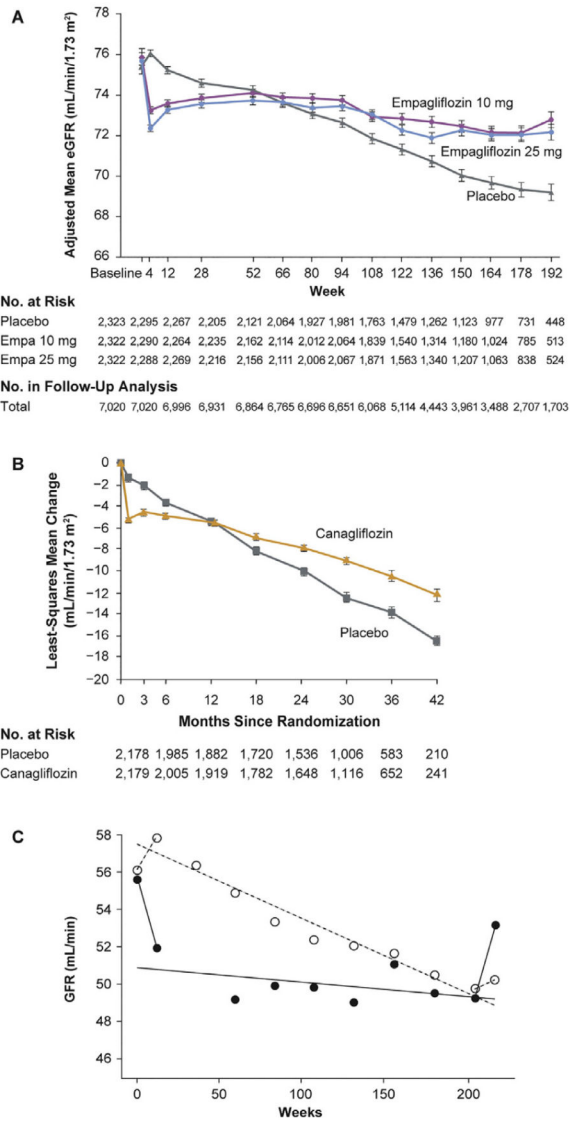 A
Adjusted Mean eGFR (mL/min/1.73 m²)
78
76
74
72
70
68
66
Empagliflozin 10 mg
Empagliflozin 25 mg
Placebo
Baseline 4 12 28 52 66 80 94 108 122 136 150 164 178 192
Week
No. at Risk
Placebo 2,323 2,295 2,267 2,205 2,121 2,064 1,927 1,981 1,763 1,479 1,262 1,123 977 731 448
Empa 10 mg 2,322 2,290 2,264 2,235 2,162 2,114 2,012 2,064 1,839 1,540 1,314 1,180 1,024 785 513
Empa 25 mg 2,322 2,288 2,269 2,216 2,156 2,111 2,006 2,067 1,871 1,563 1,340 1,207 1,063 838 524
No. in Follow-Up Analysis
Total 7,020 7,020 6,996 6,931 6,864 6,765 6,696 6,651 6,068 5,114 4,443 3,961 3,488 2,707 1,703
B
Least-Squares Mean Change
(mL/min/1.73 m²)
0
−2
−4
−6
−8
−10
−12
−14
−16
−18
−20
Canagliflozin
Placebo
0 3 6 12 18 24 30 36 42
Months Since Randomization
No. at Risk
Placebo 2,178 1,985 1,882 1,720 1,536 1,006 583 210
Canagliflozin 2,179 2,005 1,919 1,782 1,648 1,116 652 241
C
GFR (mL/min)
58
56
54
52
50
48
46
0 50 100 150 200
Weeks